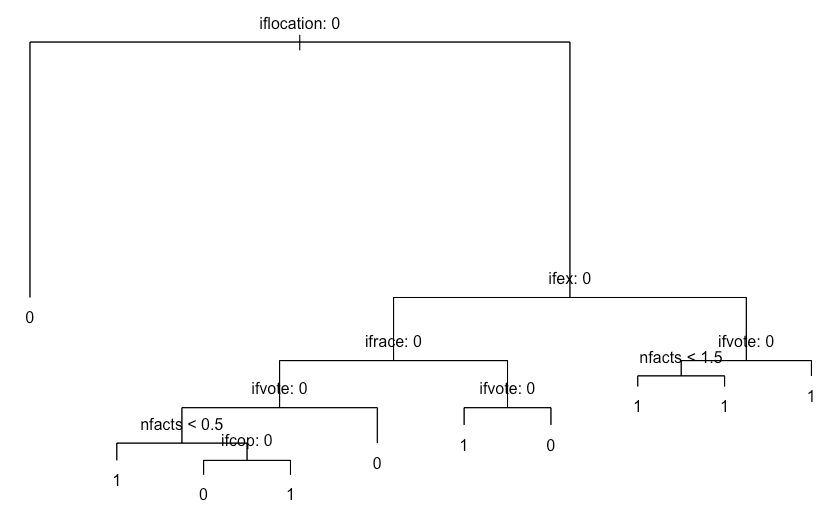 iflocation: 0
ifex: 0
0
ifrace: 0
ifvote: 0
nfacts < 1.5
ifvote: 0
ifvote: 0
1
1
1
nfacts < 0.5
ifcop: 0
1
0
0
1
0
1